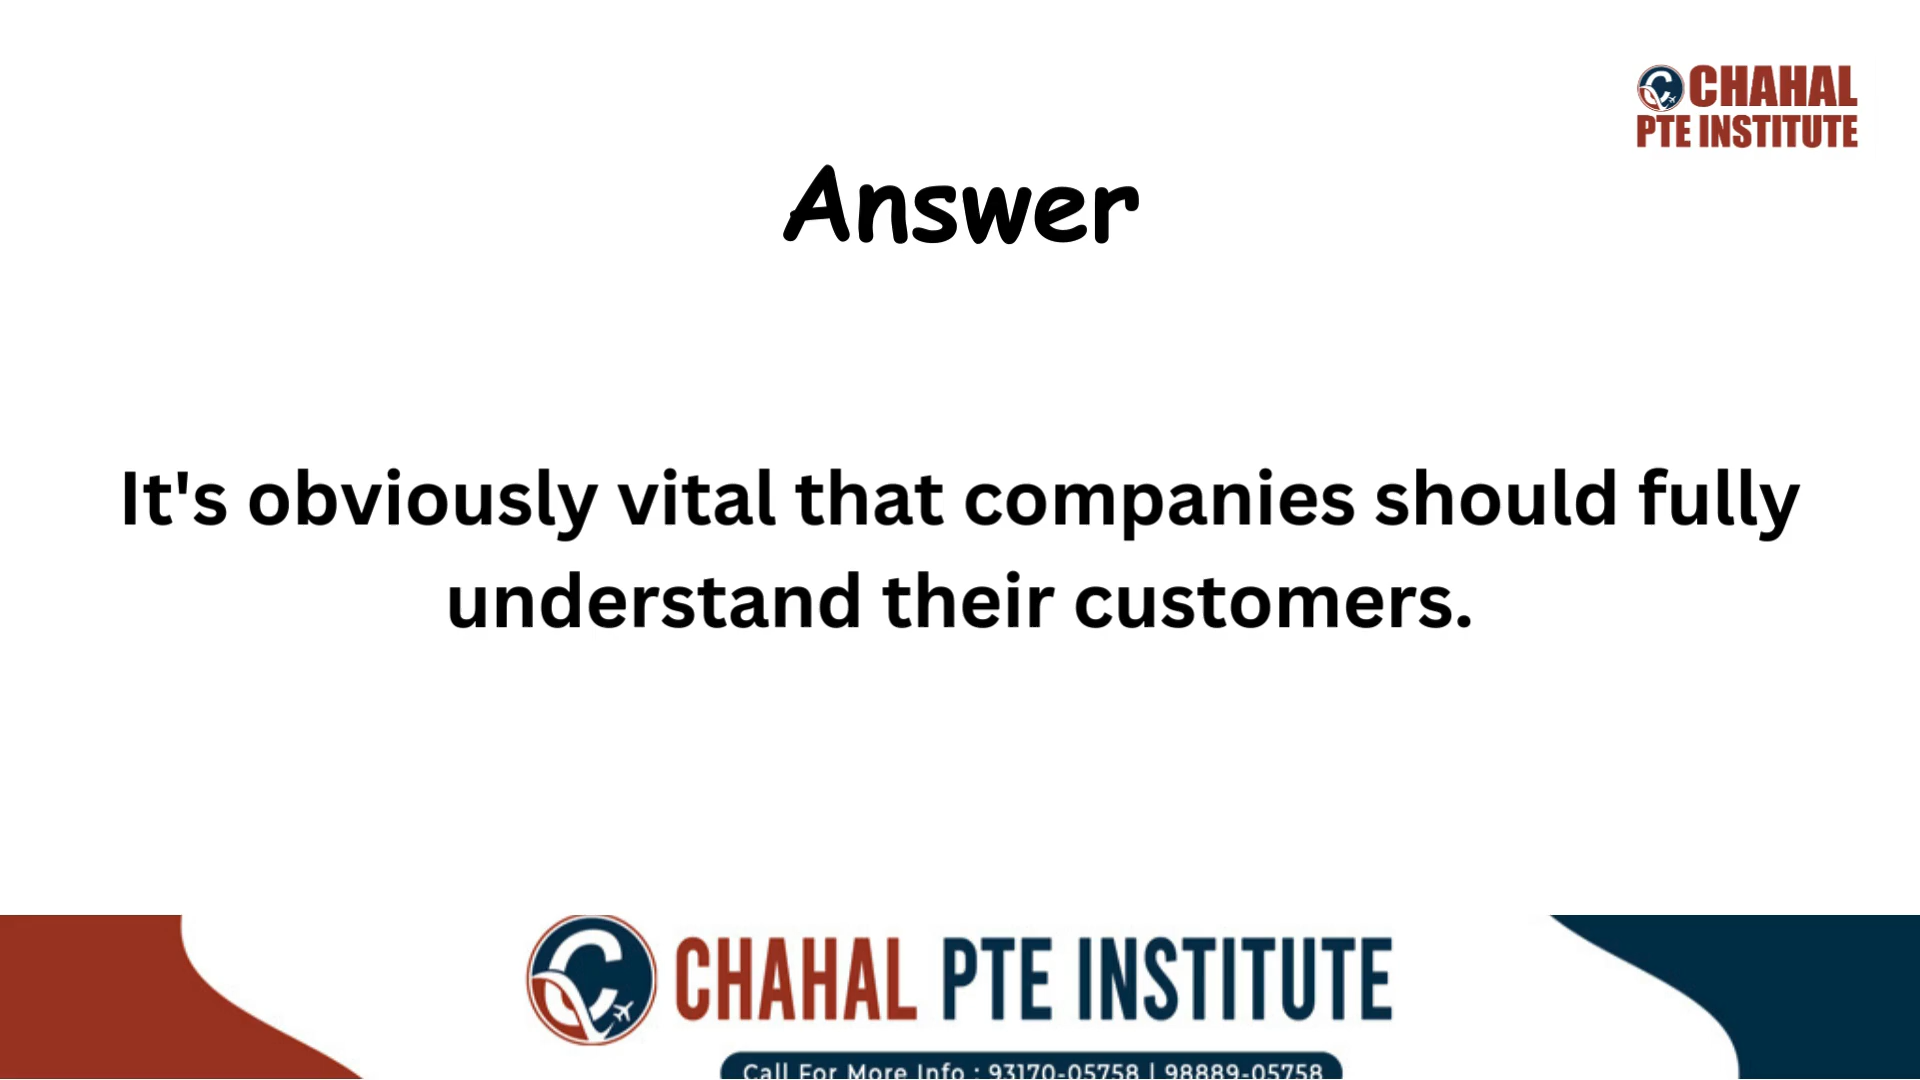 CHAHAL
PTE INSTITUTE
Answer
It's obviously vital that companies should fully
understand their customers.
CHAHAL PTE INSTITUTE
Call For More Info : 93170-05758 | 98889-05758